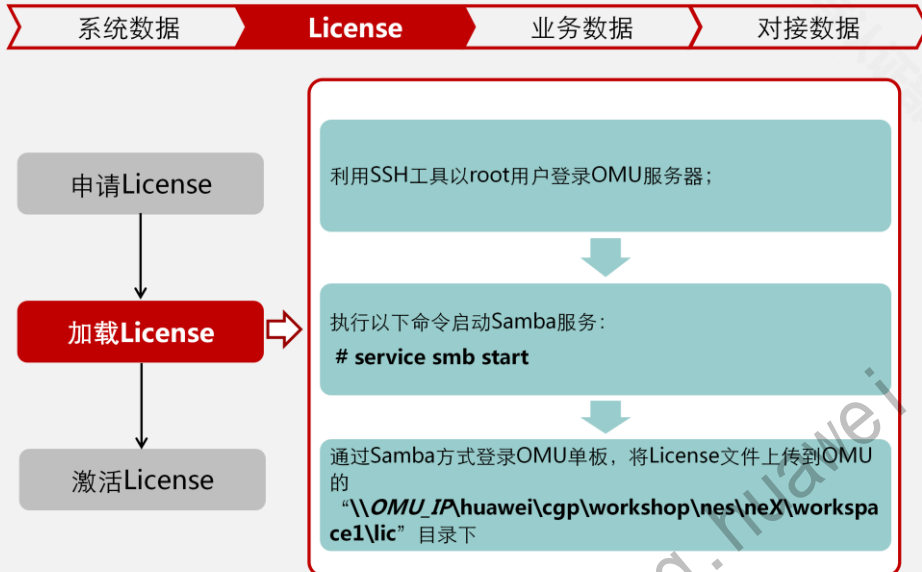 系统数据
License
业务数据
对接数据
申请License
加载License
激活License
利用SSH工具以root用户登录OMU服务器；
执行以下命令启动Samba服务：
# service smb start
通过Samba方式登录OMU单板，将License文件上传到OMU
的
“\\OMU_IP\huawei\cgp\workshop\nes\neX\workspa
ce1\lic”目录下
g.huawei